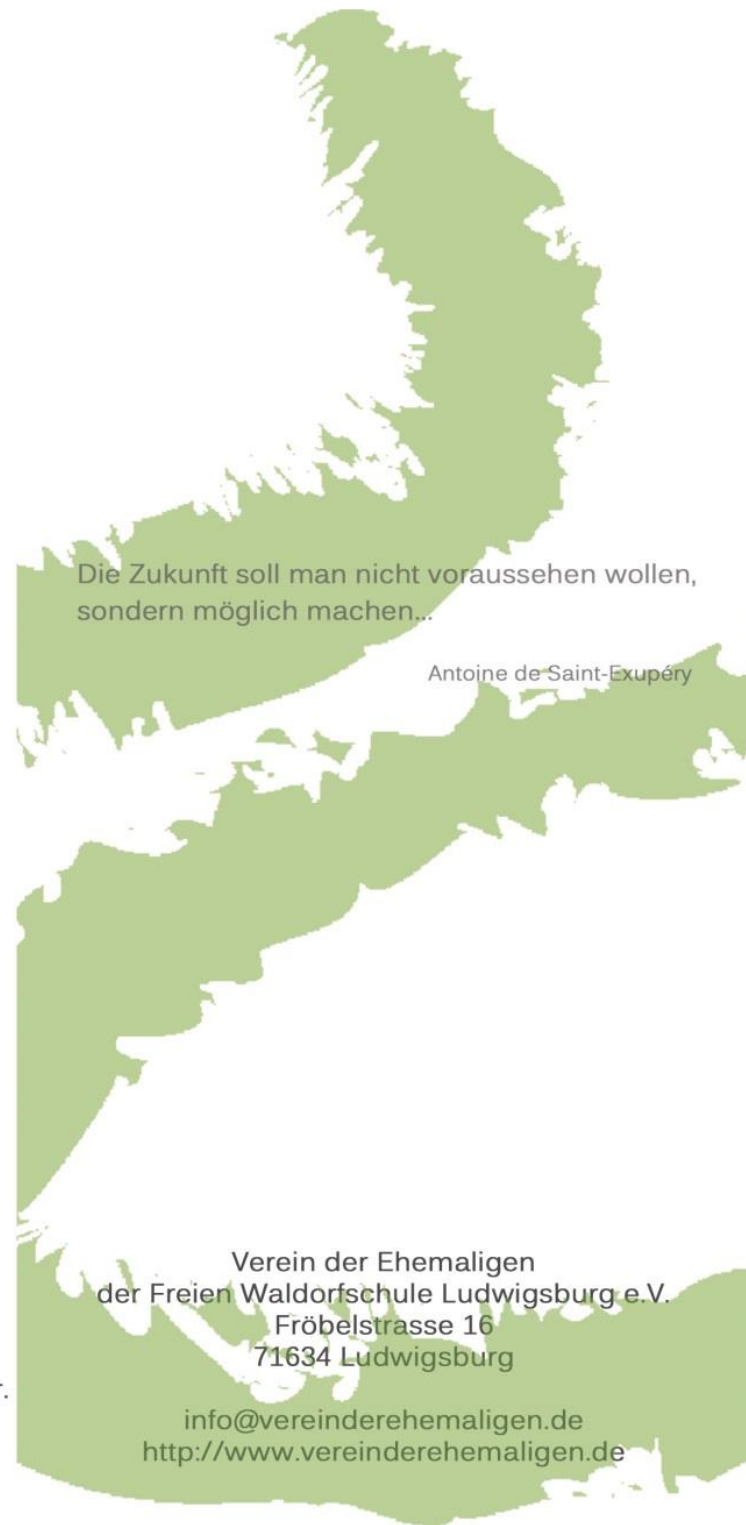 Die Zukunft soll man nicht voraussehen wollen,
sondern möglich machen...
Antoine de Saint-Exupéry
Verein der Ehemaligen
der Freien Waldorfschule Ludwigsburg e.V.
Fröbelstrasse 16
71634 Ludwigsburg
info@vereinderehemaligen.de
http://www.vereinderehemaligen.de